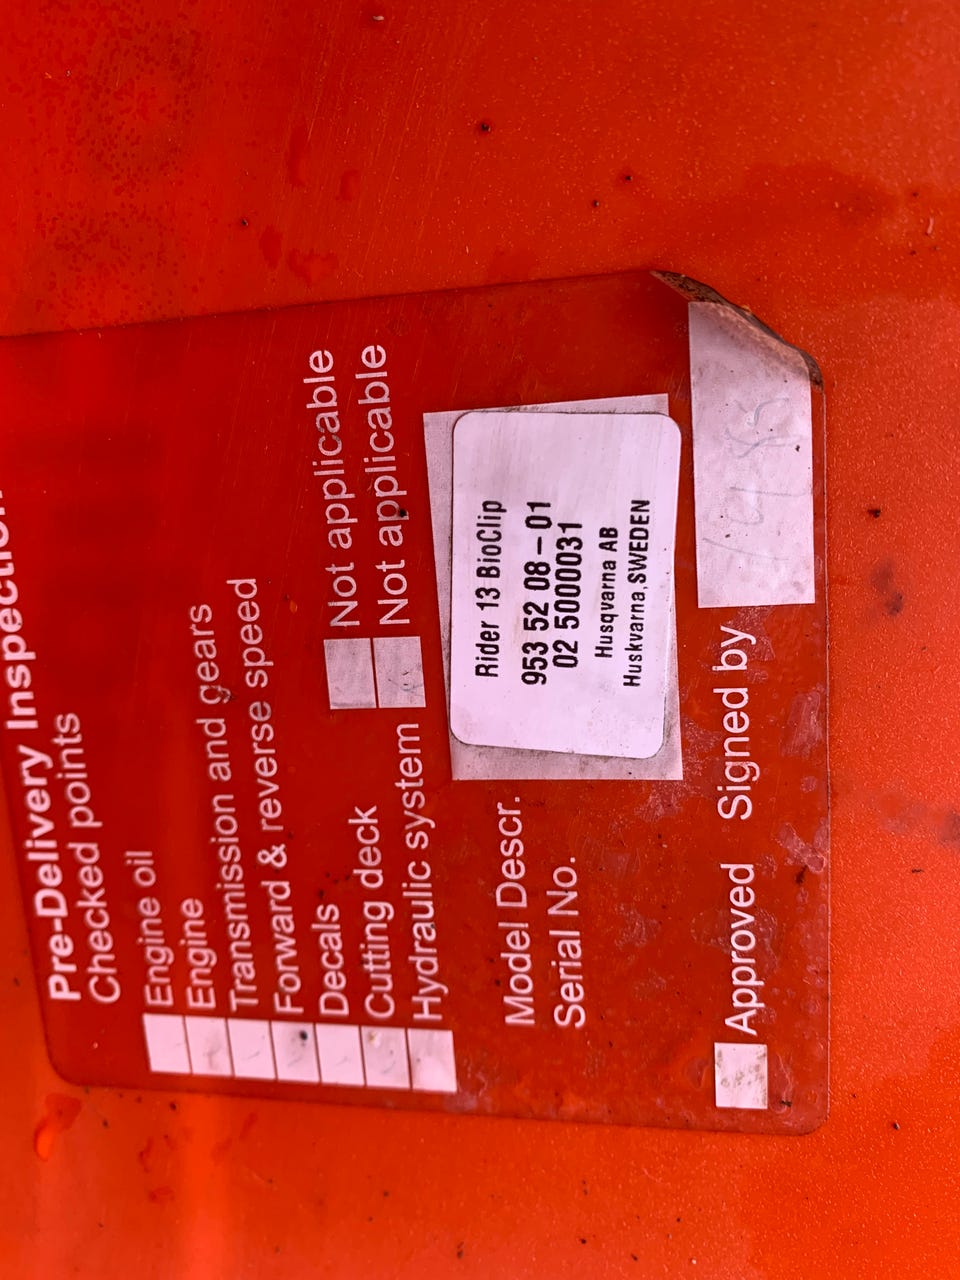 Pre-Delivery Inspection
Checked points
Engine oil
Engine
Transmission and gears
Forward & reverse speed
Decals Not applicable
Cutting deck Not applicable
Hydraulic system
Model Descr. Rider 13 BioClip
953 52 08-01
Serial No. 02 5000031
Husqvarna AB
Huskvarna, SWEDEN
Approved Signed by